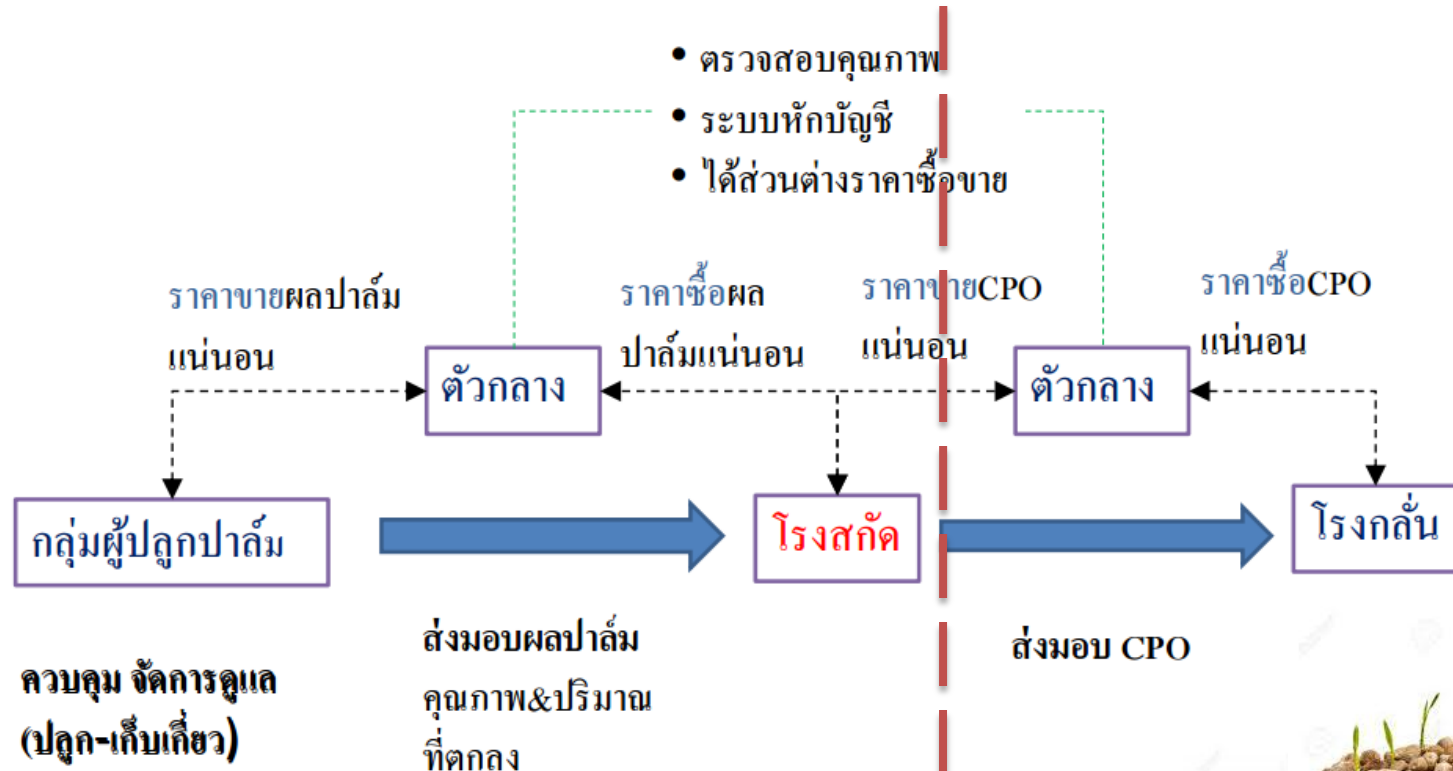 • ตรวจสอบคุณภาพ
• ระบบหักบัญชี
• ได้ส่วนต่างราคาซื้อขาย
ราคาขายผลปาล์ม
แน่นอน
ราคาซื้อผล
ปาล์มแน่นอน
ราคาขายCPO
แน่นอน
ราคาซื้อCPO
แน่นอน
ตัวกลาง
ตัวกลาง
กลุ่มผู้ปลูกปาล์ม
โรงสกัด
โรงกลั่น
ควบคุม จัดการดูแล
(ปลูก-เก็บเกี่ยว)
ส่งมอบผลปาล์ม
คุณภาพ&ปริมาณ
ที่ตกลง
ส่งมอบ CPO